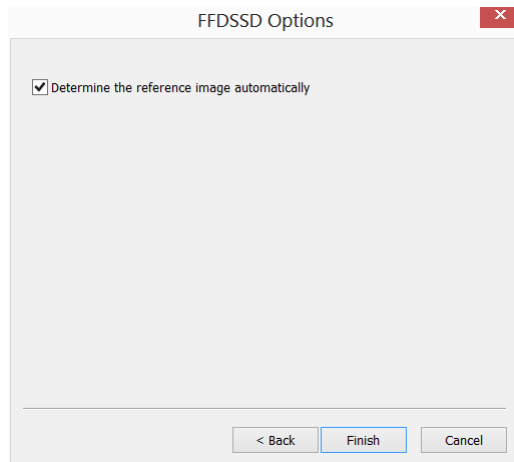 FFDSSD Options
Determine the reference image automatically
< Back Finish Cancel